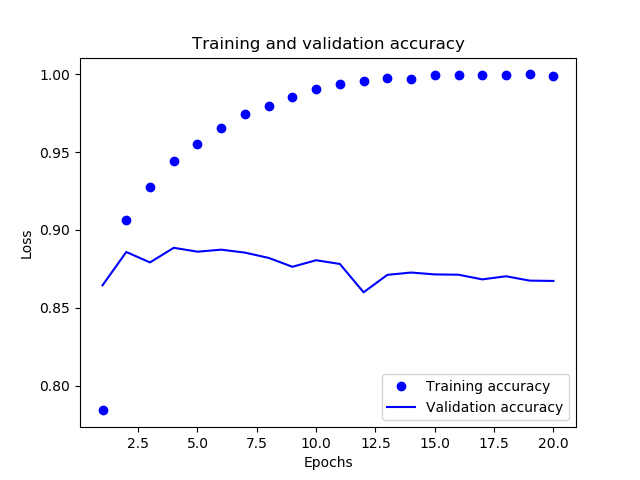 Training and validation accuracy
1.00
0.95
0.90
0.85
0.80
Loss
2.5 5.0 7.5 10.0 12.5 15.0 17.5 20.0
Epochs
Training accuracy
Validation accuracy